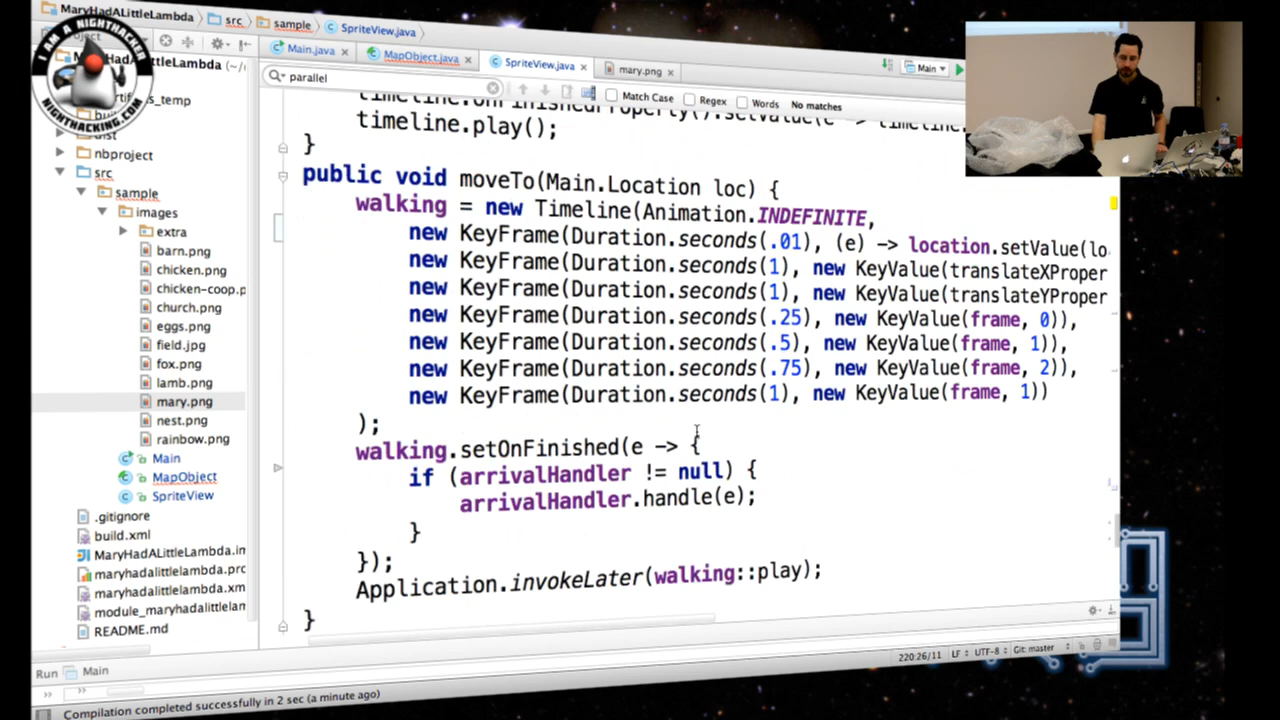 MaryHadALittleLambda src sample SpriteView.java
I AM A NIGHTHACKER
NIGHTHACKING.COM
LittleLambda (~/
s_temp
dist
nbproject
src
sample
images
extra
barn.png
chicken.png
chicken-coop.p
church.png
eggs.png
field.jpg
fox.png
lamb.png
mary.png
nest.png
rainbow.png
Main
MapObject
SpriteView
.gitignore
build.xml
MaryHadALittleLambda.im
maryhadalittlelambda.pro
maryhadalittlelambda.xm
module_maryhadalittlelam
README.md
Main.java MapObject.java SpriteView.java mary.png
Main
parallel Match Case Regex Words No matches
timeline.onFinishedProperty().setValue(e -> timeline
timeline.play();
}
public void moveTo(Main.Location loc) {
walking = new Timeline(Animation.INDEFINITE,
new KeyFrame(Duration.seconds(.01), (e) -> location.setValue(lo
new KeyFrame(Duration.seconds(1), new KeyValue(translateXProper
new KeyFrame(Duration.seconds(1), new KeyValue(translateYProper
new KeyFrame(Duration.seconds(.25), new KeyValue(frame, 0)),
new KeyFrame(Duration.seconds(.5), new KeyValue(frame, 1)),
new KeyFrame(Duration.seconds(.75), new KeyValue(frame, 2)),
new KeyFrame(Duration.seconds(1), new KeyValue(frame, 1))
);
walking.setOnFinished(e -> {
if (arrivalHandler != null) {
arrivalHandler.handle(e);
}
});
Application.invokeLater(walking::play);
}
Run Main
220:26/11 LF UTF-8 Git: master
Compilation completed successfully in 2 sec (a minute ago)